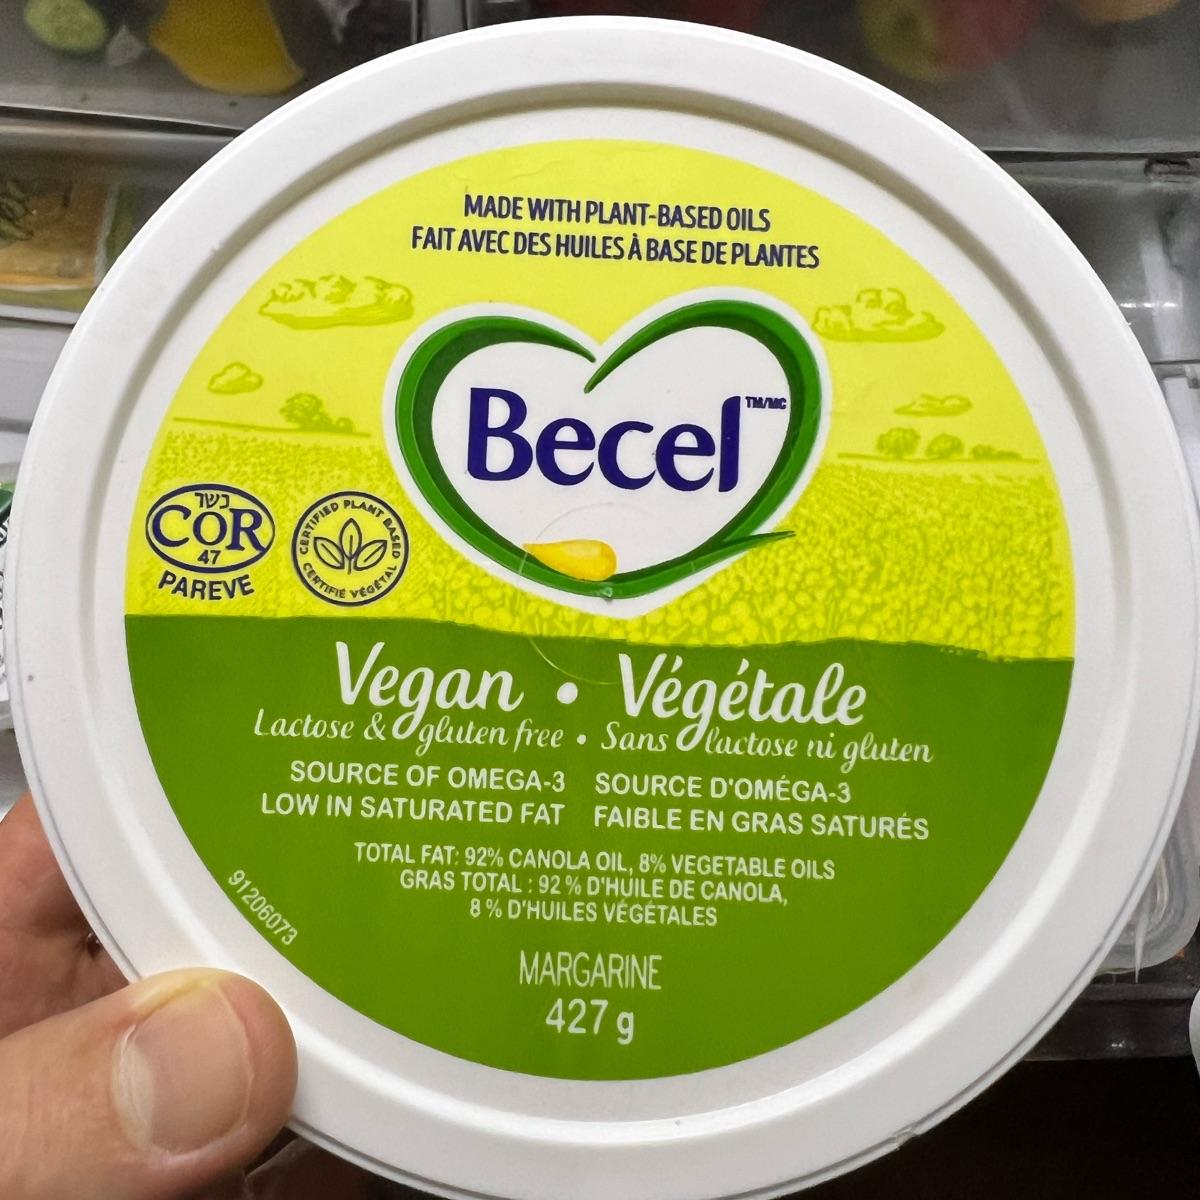 MADE WITH PLANT-BASED OILS
FAIT AVEC DES HUILES À BASE DE PLANTES
Becel TM/MC
כשר
COR
47
PAREVE
CERTIFIED PLANT BASED
CERTIFIÉ VÉGÉTAL
Vegan • Végétale
Lactose & gluten free • Sans lactose ni gluten
SOURCE OF OMEGA-3 SOURCE D'OMÉGA-3
LOW IN SATURATED FAT FAIBLE EN GRAS SATURÉS
TOTAL FAT: 92% CANOLA OIL, 8% VEGETABLE OILS
GRAS TOTAL : 92 % D'HUILE DE CANOLA,
8 % D'HUILES VÉGÉTALES
91206073
MARGARINE
427 g